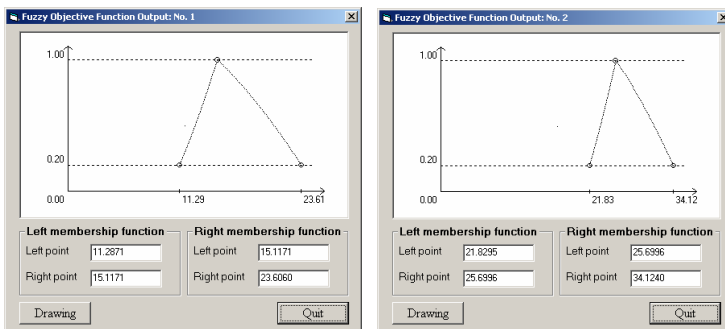 Fuzzy Objective Function Output: No. 1
1.00
0.20
0.00
11.29 23.61
Left membership function
Left point 11.2871
Right point 15.1171
Right membership function
Left point 15.1171
Right point 23.6060
Drawing Quit
Fuzzy Objective Function Output: No. 2
1.00
0.20
0.00
21.83 34.12
Left membership function
Left point 21.8295
Right point 25.6996
Right membership function
Left point 25.6996
Right point 34.1240
Drawing Quit